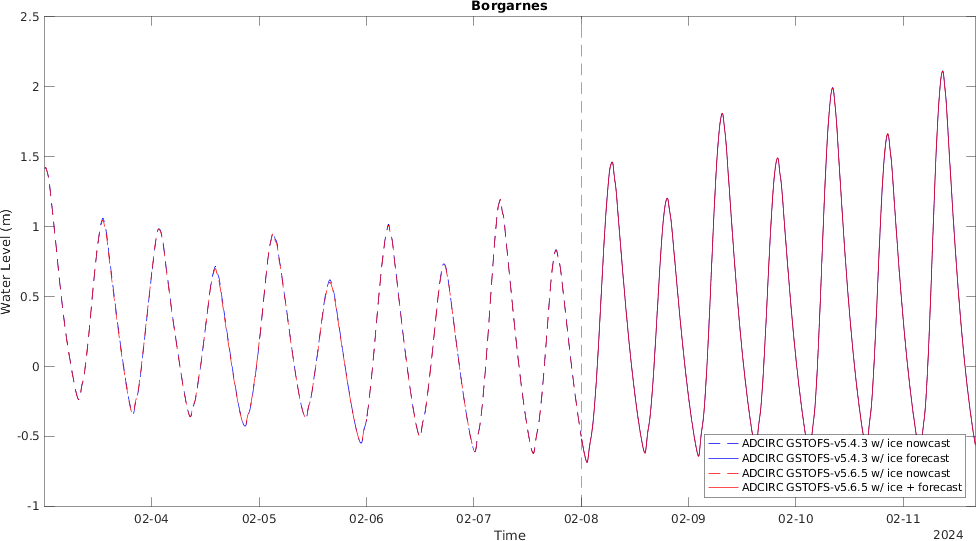 Borgarnes
2.5
2
1.5
1
0.5
0
-0.5
-1
Water Level (m)
ADCIRC GSTOFS-v5.4.3 w/ ice nowcast
ADCIRC GSTOFS-v5.4.3 w/ ice forecast
ADCIRC GSTOFS-v5.6.5 w/ ice nowcast
ADCIRC GSTOFS-v5.6.5 w/ ice + forecast
02-04 02-05 02-06 02-07 02-08 02-09 02-10 02-11
Time
2024